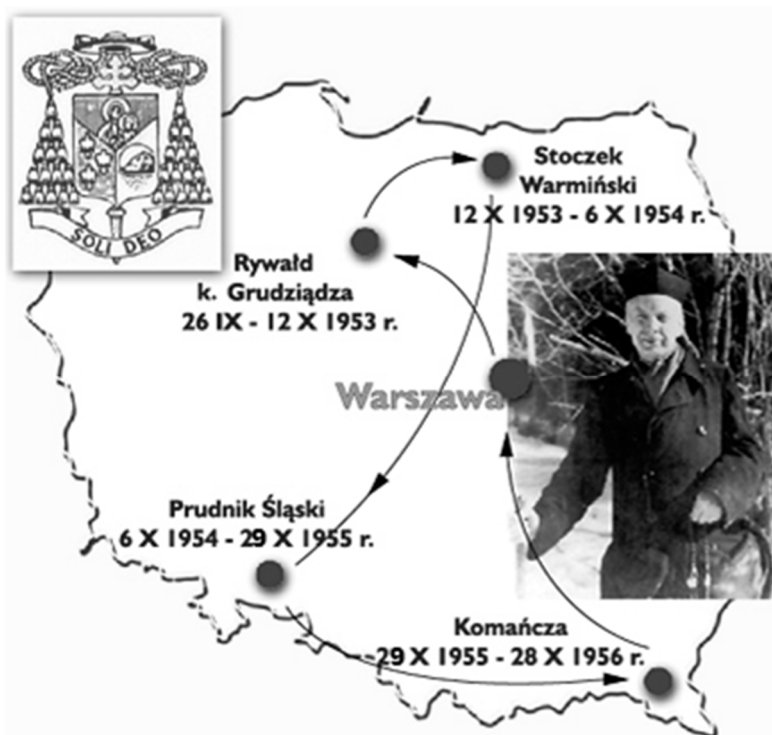 SOLI DEO
Stoczek
Warmiński
12 X 1953 - 6 X 1954 r.
Rywałd
k. Grudziądza
26 IX - 12 X 1953 r.
Warszawa
Prudnik Śląski
6 X 1954 - 29 X 1955 r.
Komańcza
29 X 1955 - 28 X 1956 r.